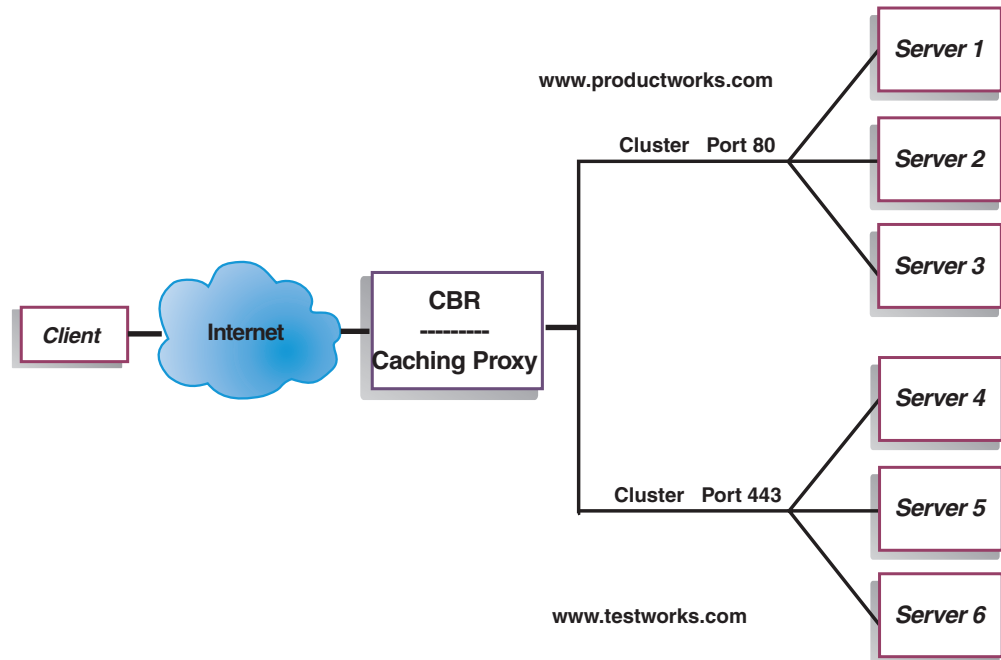 Server 1
www.productworks.com
Cluster Port 80
Server 2
Server 3
Client
Internet
CBR
---------
Caching Proxy
Server 4
Cluster Port 443
Server 5
www.testworks.com
Server 6